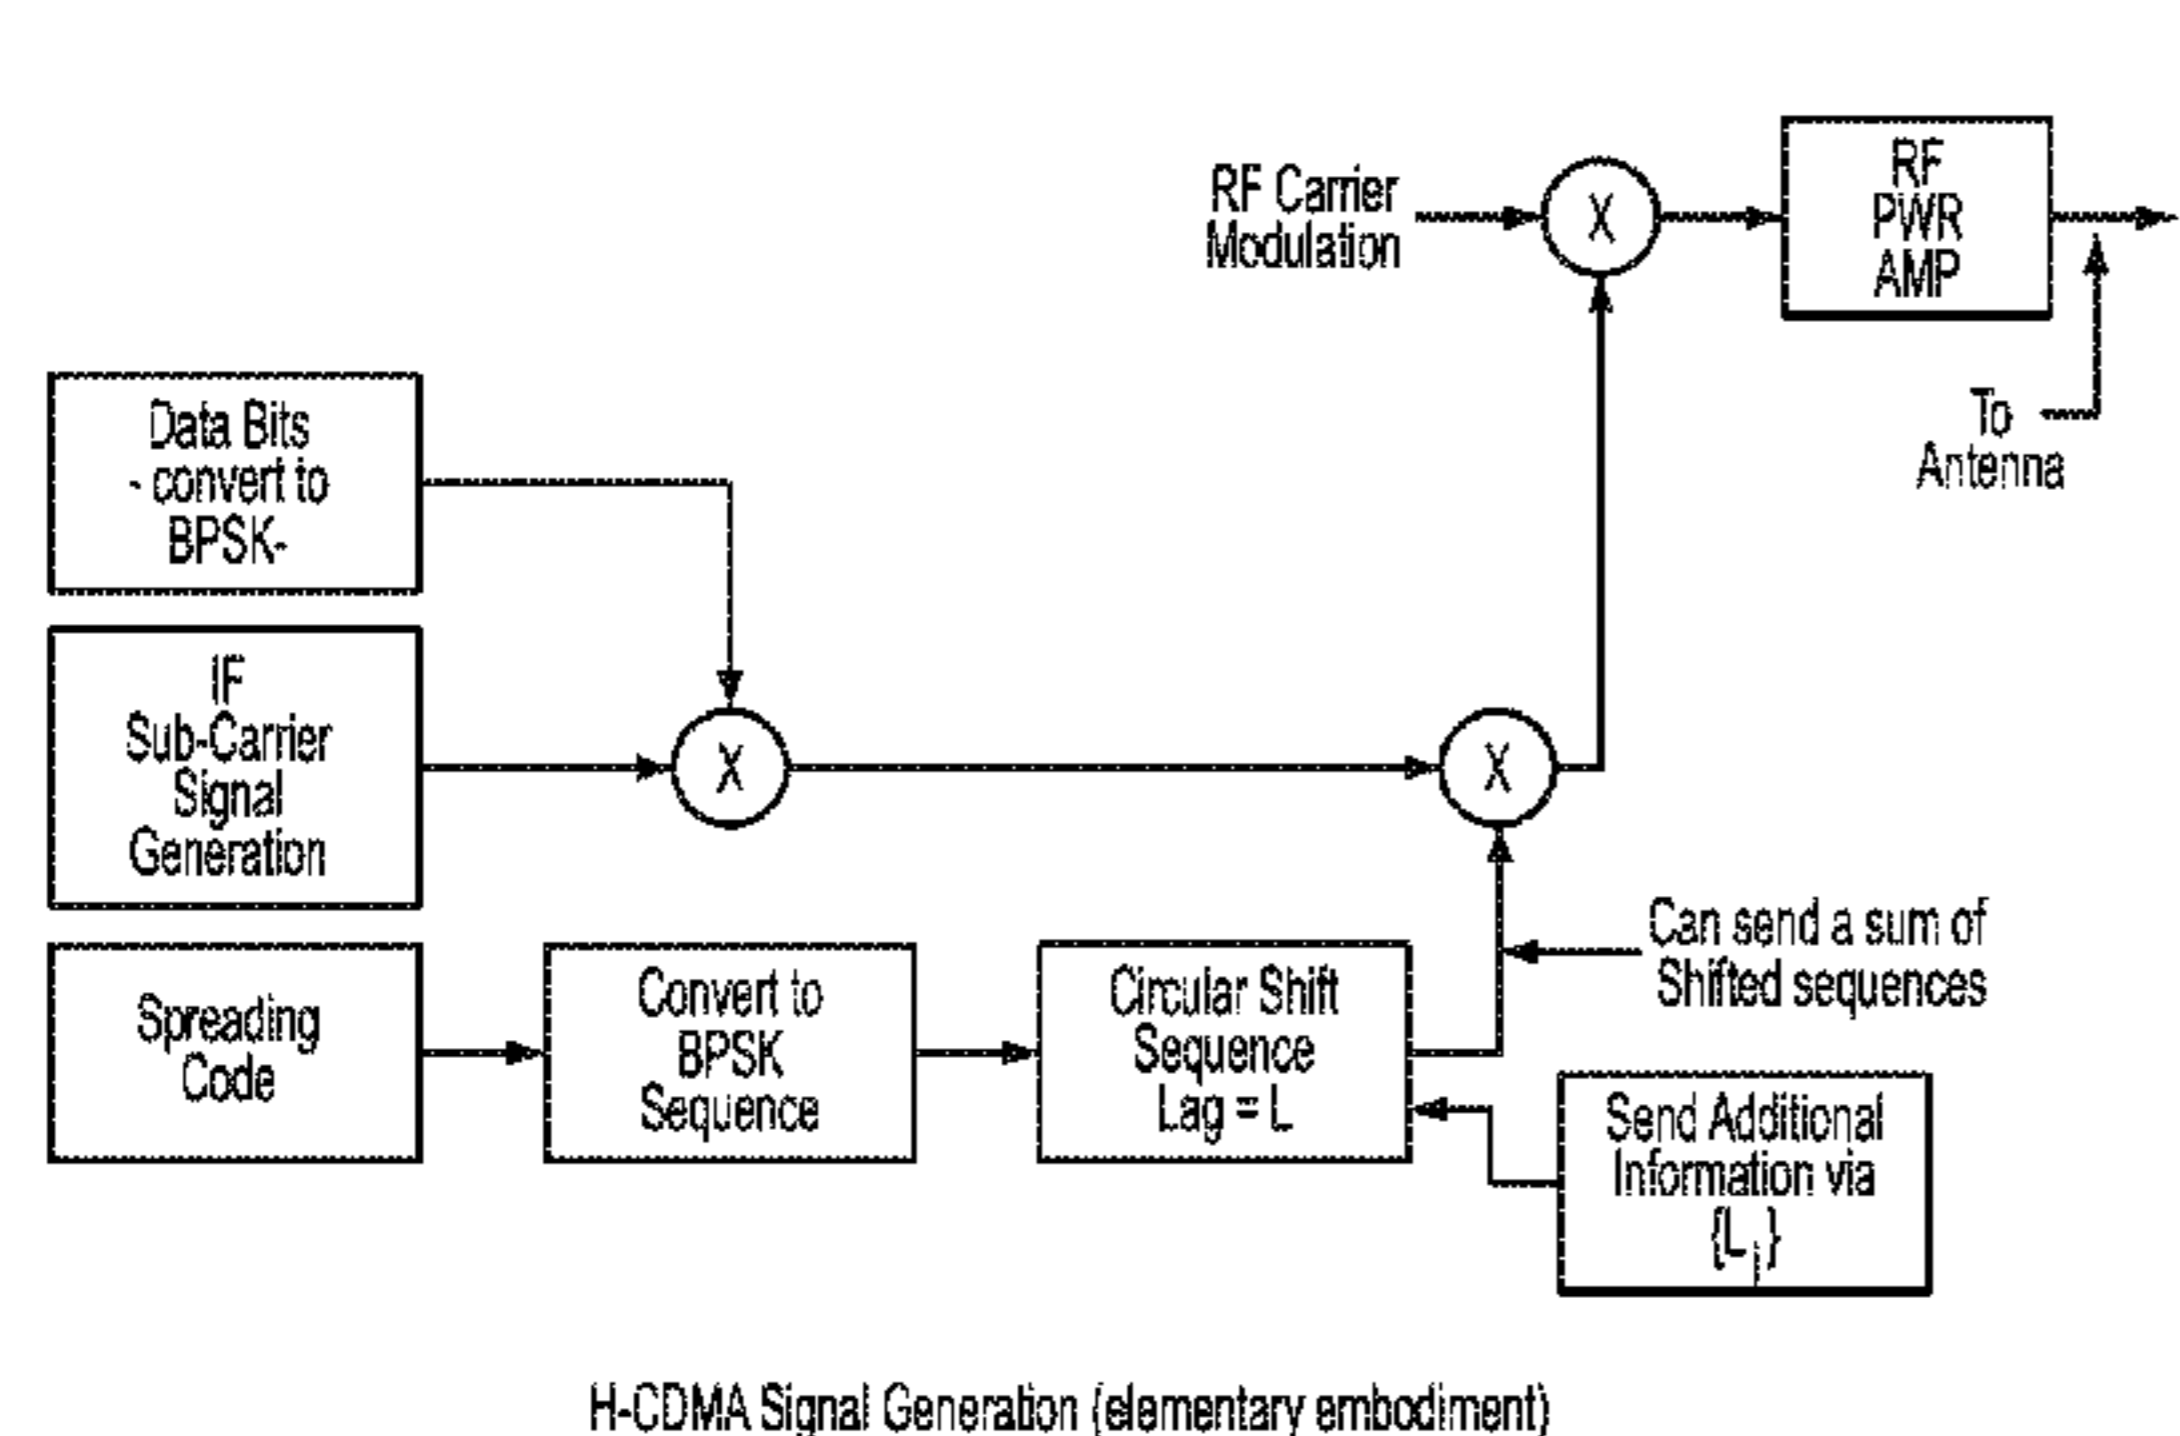 RF Carrier
Modulation
X
RF
PWR
AMP
To
Antenna
Data Bits
- convert to
BPSK-
IF
Sub-Carrier
Signal
Generation
X
X
Spreading
Code
Convert to
BPSK
Sequence
Circular Shift
Sequence
Lag = L
Can send a sum of
Shifted sequences
Send Additional
Information via
{L j}
H-CDMA Signal Generation (elementary embodiment)